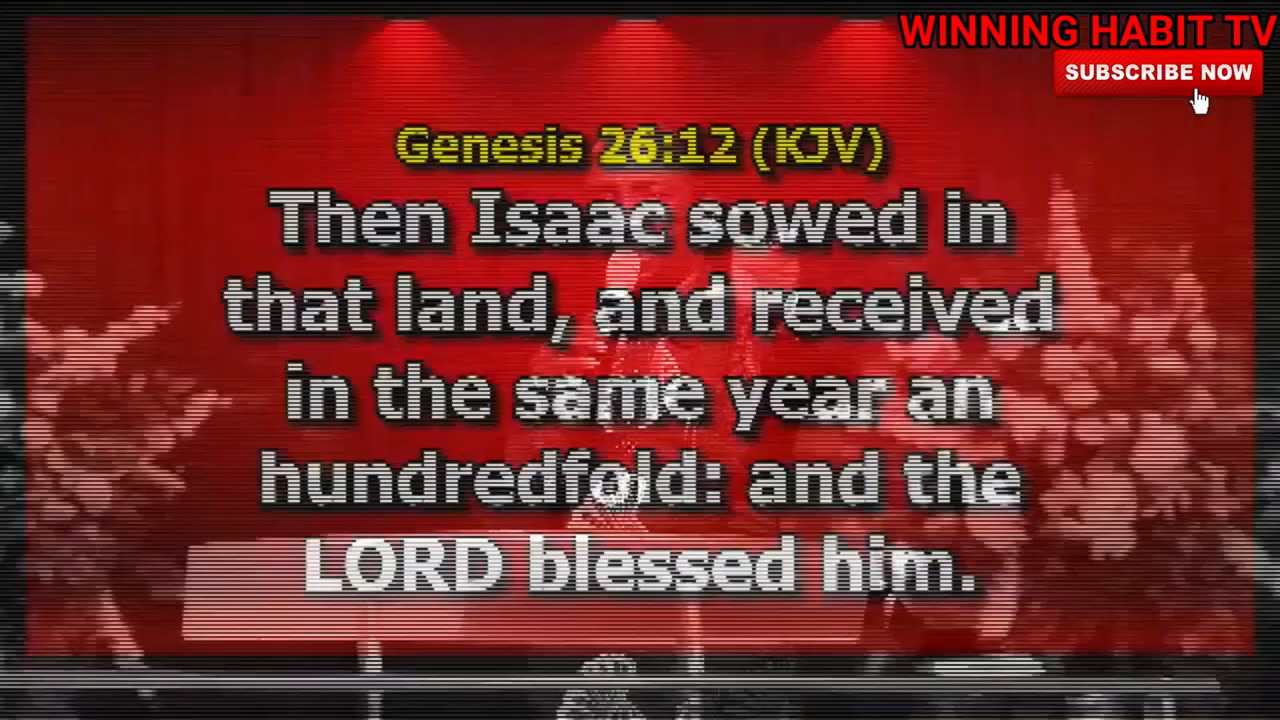 WINNING HABIT TV
SUBSCRIBE NOW
Genesis 26:12 (KJV)
Then Isaac sowed in
that land, and received
in the same year an
hundredfold: and the
LORD blessed him.